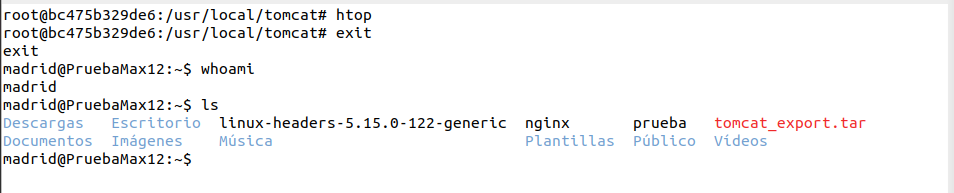 root@bc475b329de6:/usr/local/tomcat# htop
root@bc475b329de6:/usr/local/tomcat# exit
exit
madrid@PruebaMax12:~$ whoami
madrid
madrid@PruebaMax12:~$ ls
Descargas   Escritorio  linux-headers-5.15.0-122-generic  nginx       prueba   tomcat_export.tar
Documentos  Imágenes    Música                            Plantillas  Público  Vídeos
madrid@PruebaMax12:~$